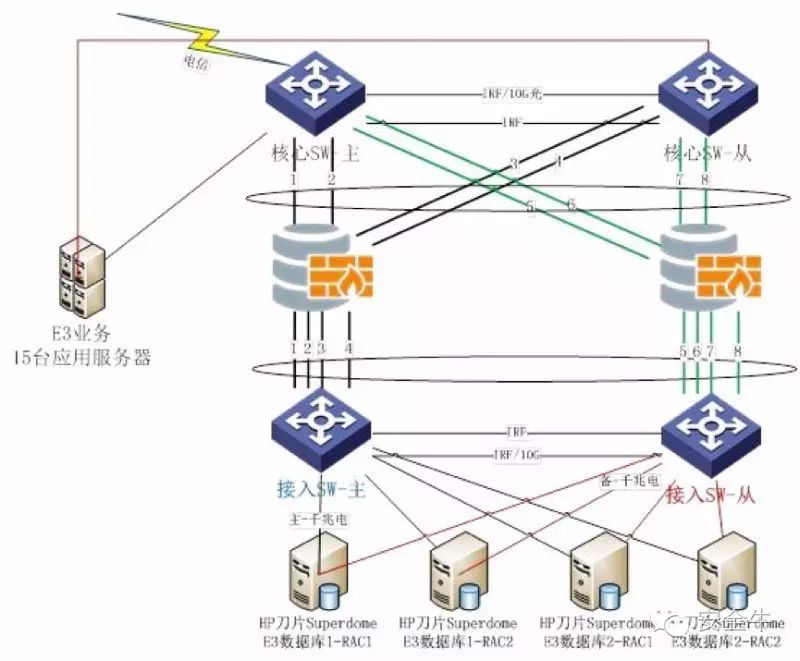 电信
IRF/10G光
IRF
核心SW-主
核心SW-从
1
2
3
4
7
8
5
6
E3业务
15台应用服务器
1
2
3
4
5
6
7
8
IRF
IRF/10G
接入SW-主
备-千兆电
接入SW-从
主-千兆电
HP刀片Superdome
E3数据库1-RAC1
HP刀片Superdome
E3数据库1-RAC2
HP刀片Superdome
E3数据库2-RAC1
HP刀片Superdome
E3数据库2-RAC2
安全牛